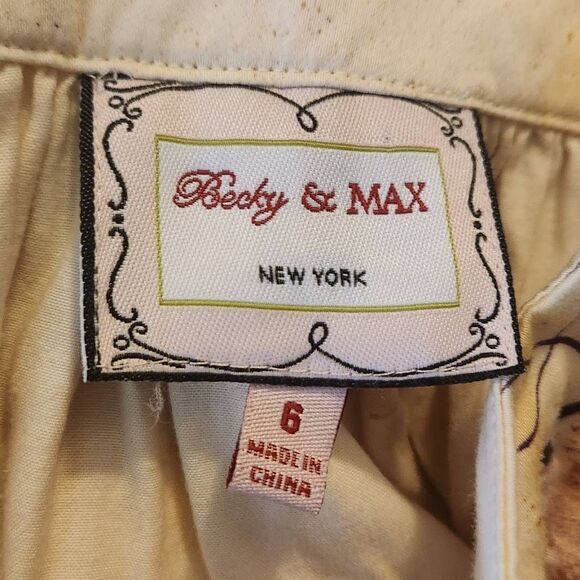 Becky & MAX
NEW YORK
6
MADE IN
CHINA